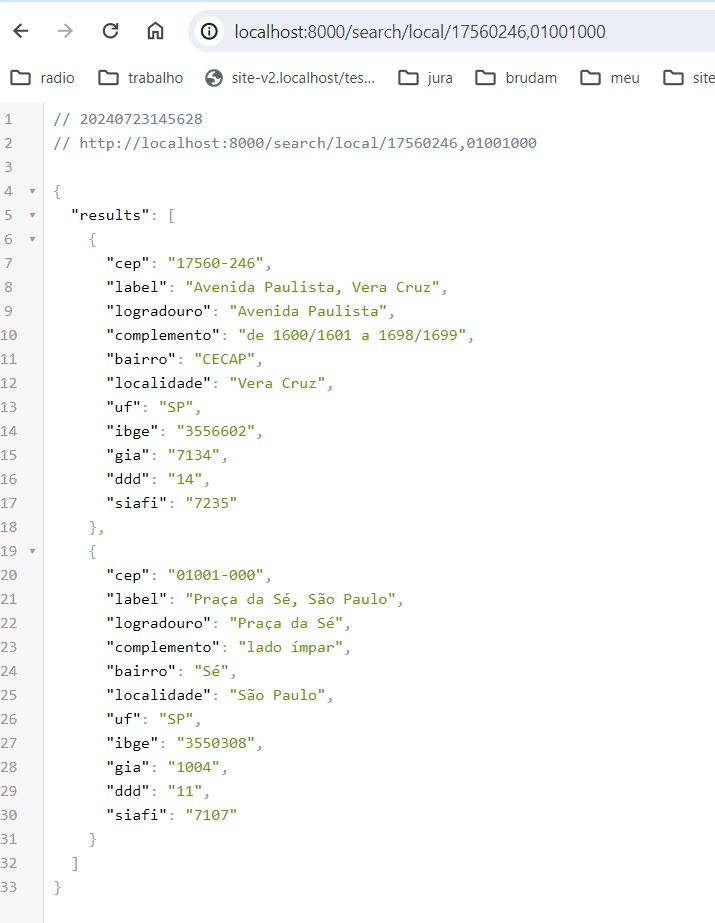 localhost:8000/search/local/17560246,01001000
radio trabalho site-v2.localhost/tes... jura brudam meu site
1 // 20240723145628
2 // http://localhost:8000/search/local/17560246,01001000
3
4 {
5 "results": [
6 {
7 "cep": "17560-246",
8 "label": "Avenida Paulista, Vera Cruz",
9 "logradouro": "Avenida Paulista",
10 "complemento": "de 1600/1601 a 1698/1699",
11 "bairro": "CECAP",
12 "localidade": "Vera Cruz",
13 "uf": "SP",
14 "ibge": "3556602",
15 "gia": "7134",
16 "ddd": "14",
17 "siafi": "7235"
18 },
19 {
20 "cep": "01001-000",
21 "label": "Praça da Sé, São Paulo",
22 "logradouro": "Praça da Sé",
23 "complemento": "lado ímpar",
24 "bairro": "Sé",
25 "localidade": "São Paulo",
26 "uf": "SP",
27 "ibge": "3550308",
28 "gia": "1004",
29 "ddd": "11",
30 "siafi": "7107"
31 }
32 ]
33 }